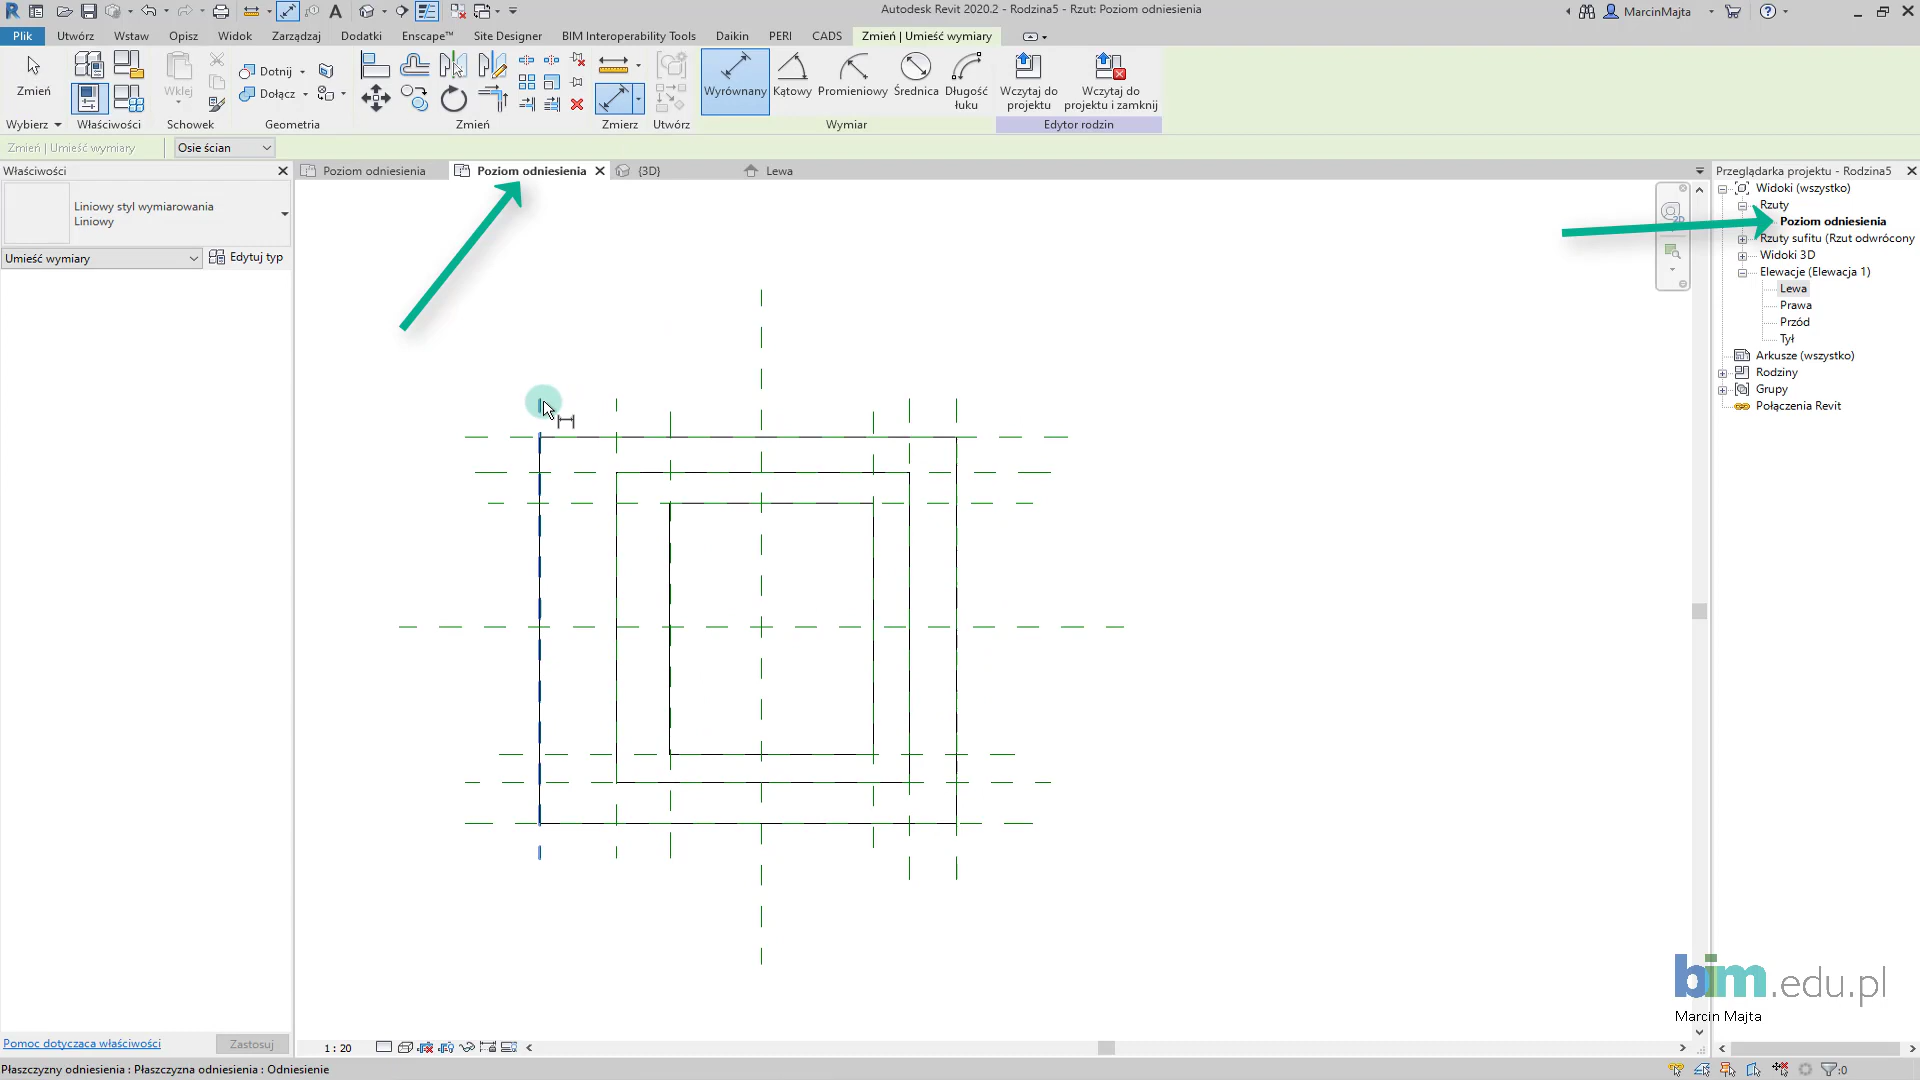 Autodesk Revit 2020.2 - Rodzina5 - Rzut: Poziom odniesienia
MarcinMajta
Plik Utwórz Wstaw Opisz Widok Zarządzaj Dodatki Enscape™ Site Designer BIM Interoperability Tools Daikin PERI CADS Zmień | Umieść wymiary
Zmień
Wklej
Dotnij
Dołącz
Wyrównany Kątowy Promieniowy Średnica Długość łuku
Wczytaj do projektu
Wczytaj do projektu i zamknij
Wybierz Właściwości Schowek Geometria Zmień Zmierz Utwórz Wymiar Edytor rodzin
Zmień | Umieść wymiary Osie ścian
Właściwości
Poziom odniesienia Poziom odniesienia {3D} Lewa
Przeglądarka projektu - Rodzina5
Liniowy styl wymiarowania
Liniowy
Umieść wymiary Edytuj typ
Widoki (wszystko)
Rzuty
Poziom odniesienia
Rzuty sufitu (Rzut odwrócony
Widoki 3D
Elewacje (Elewacja 1)
Lewa
Prawa
Przód
Tył
Arkusze (wszystko)
Rodziny
Grupy
Połączenia Revit
2D
bim.edu.pl
Marcin Majta
Pomoc dotycząca właściwości Zastosuj
1 : 20
Płaszczyzny odniesienia : Płaszczyzna odniesienia : Odniesienie
:0